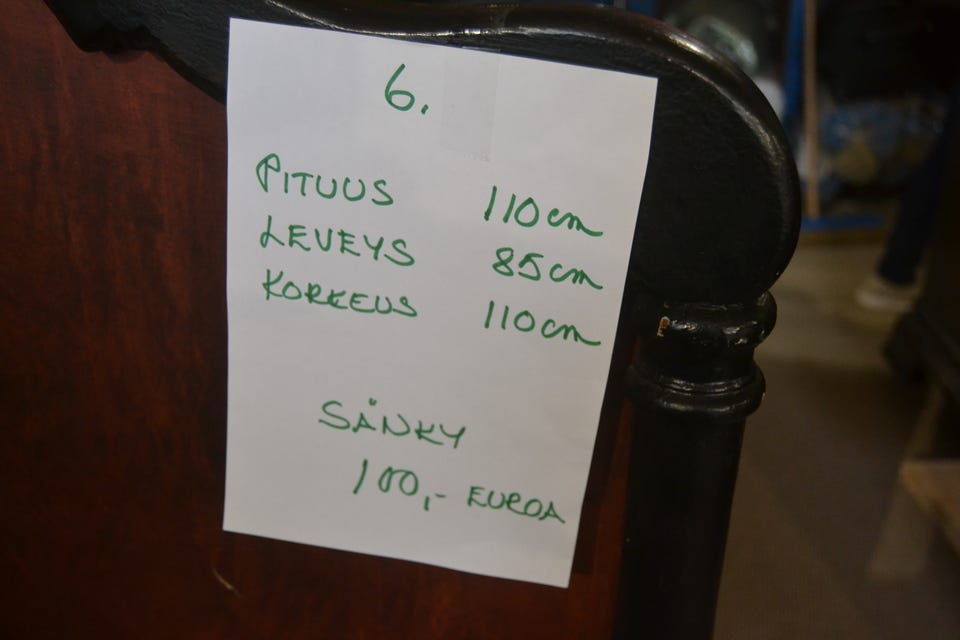 6.
PITUUS 110cm
LEVEYS 85cm
KORKEUS 110cm
SÄNKY
100,- EUROA